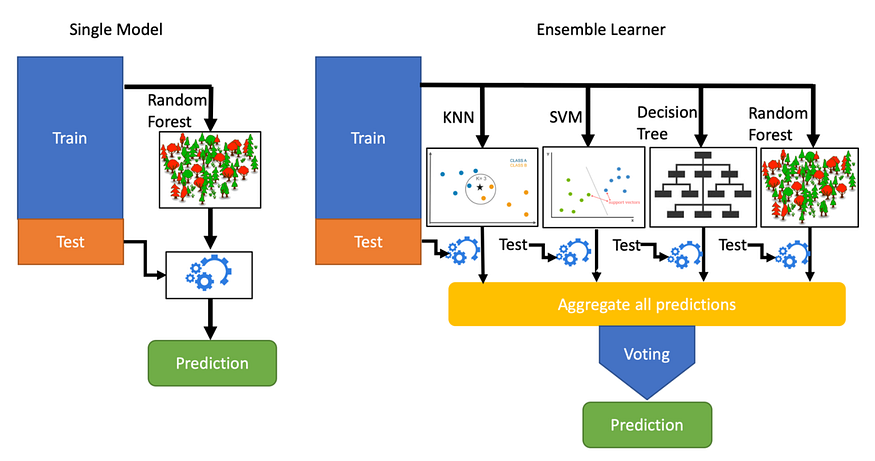 Single Model
Ensemble Learner
Train
Random
Forest
Test
Prediction
Train
KNN
SVM
Decision
Tree
Random
Forest
CLASS A
CLASS B
K= 3
support vectors
Test
Test
Test
Test
Aggregate all predictions
Voting
Prediction